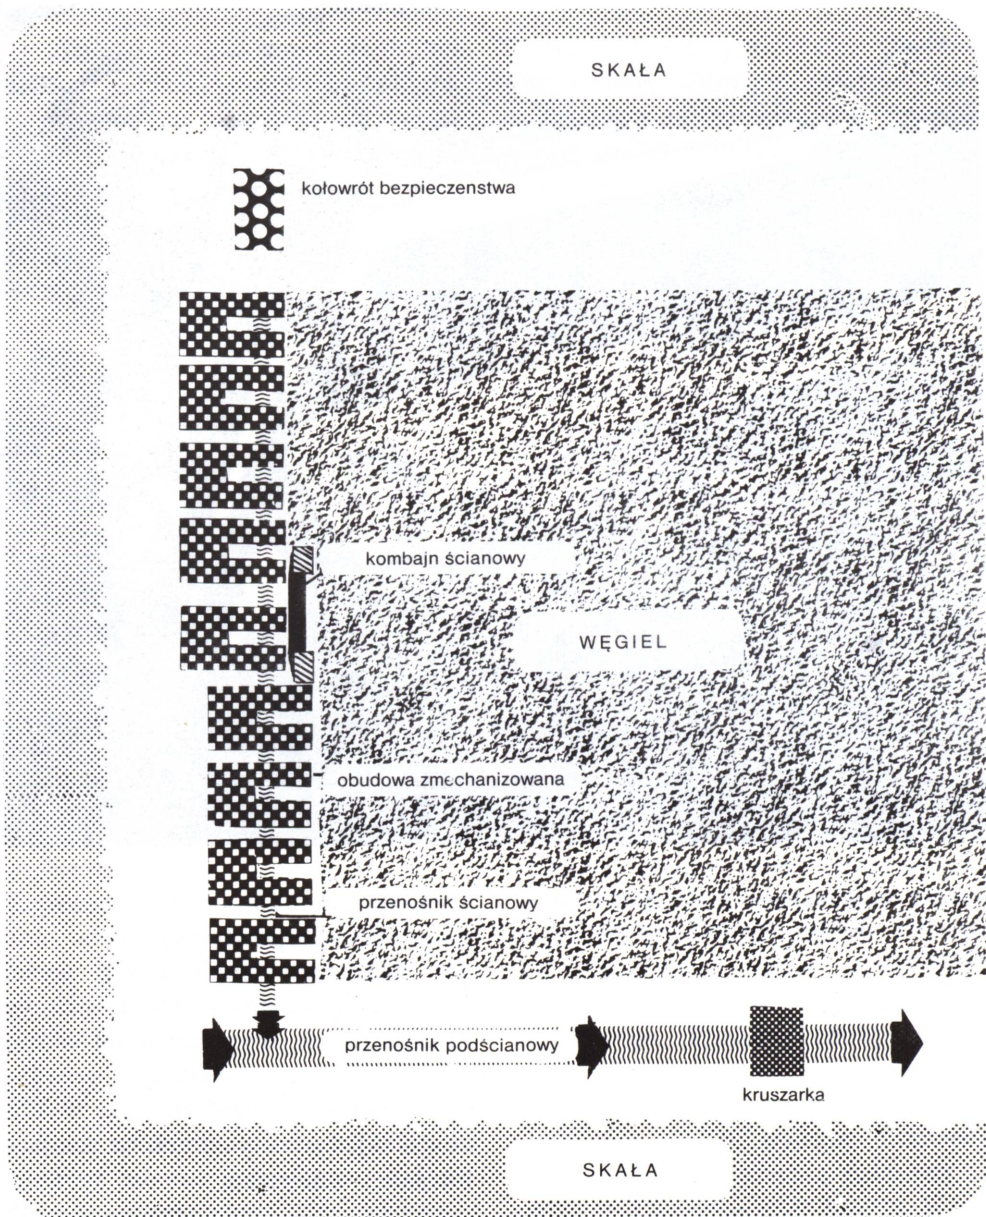 SKAŁA
kołowrót bezpieczenstwa
kombajn ścianowy
WĘGIEL
obudowa zmechanizowana
przenośnik ścianowy
przenośnik podścianowy
kruszarka
SKAŁA